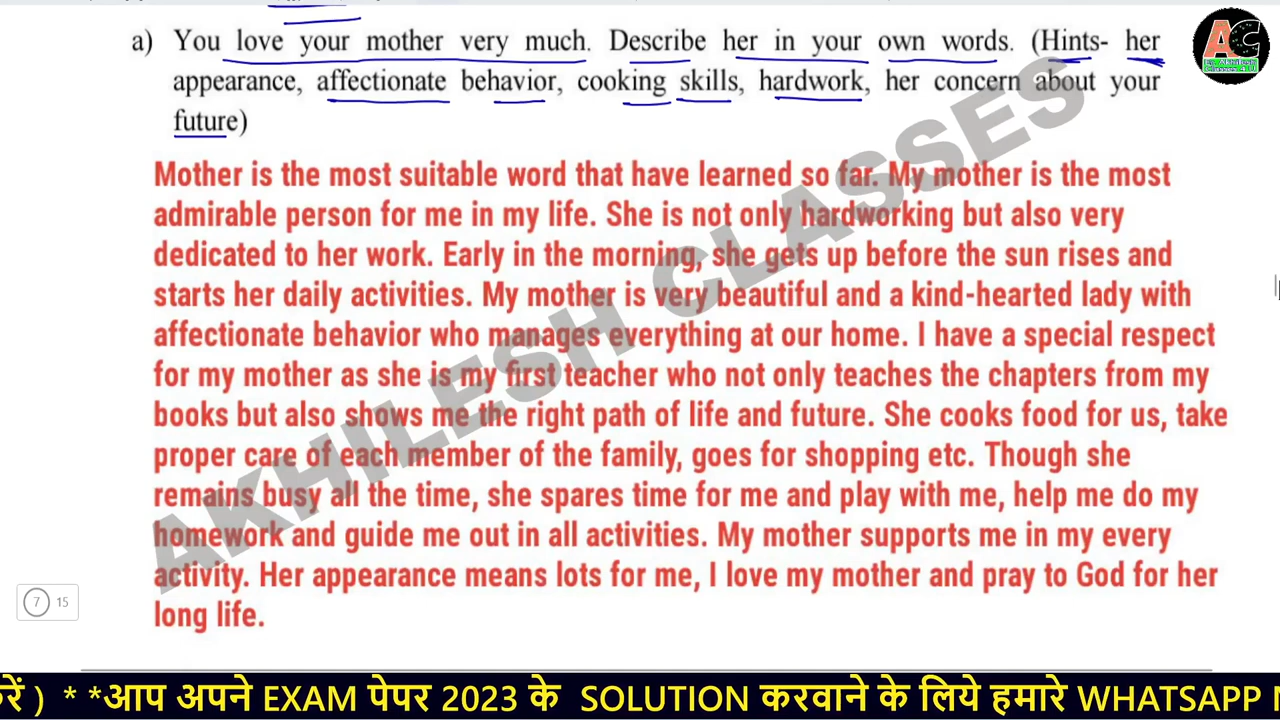 a) You love your mother very much. Describe her in your own words. (Hints- her
appearance, affectionate behavior, cooking skills, hardwork, her concern about your
future)
AC
Er. Akhilesh
Classes 4 U
Mother is the most suitable word that have learned so far. My mother is the most
admirable person for me in my life. She is not only hardworking but also very
dedicated to her work. Early in the morning, she gets up before the sun rises and
starts her daily activities. My mother is very beautiful and a kind-hearted lady with
affectionate behavior who manages everything at our home. I have a special respect
for my mother as she is my first teacher who not only teaches the chapters from my
books but also shows me the right path of life and future. She cooks food for us, take
proper care of each member of the family, goes for shopping etc. Though she
remains busy all the time, she spares time for me and play with me, help me do my
homework and guide me out in all activities. My mother supports me in my every
activity. Her appearance means lots for me, I love my mother and pray to God for her
long life.
AKHILESH CLASSES
7 15
रें ) * *आप अपने EXAM पेपर 2023 के SOLUTION करवाने के लिये हमारे WHATSAPP